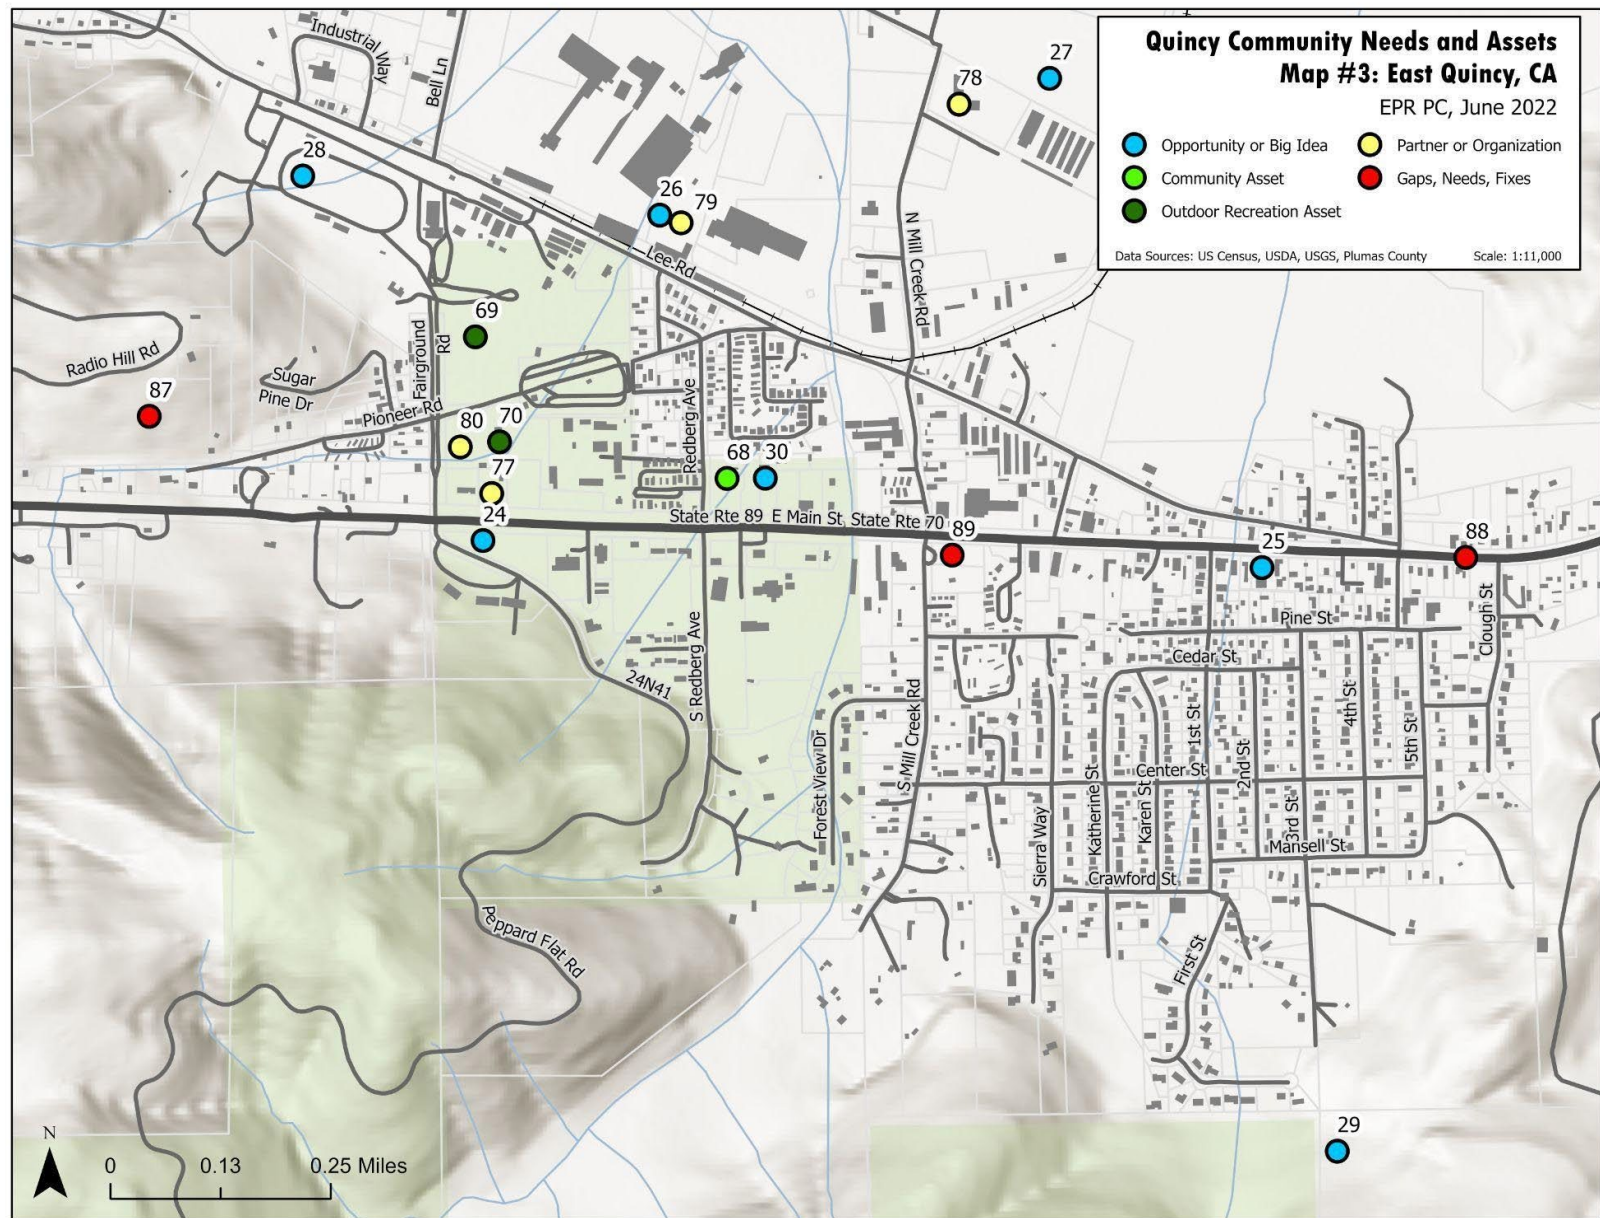 Quincy Community Needs and Assets
Map #3: East Quincy, CA
EPR PC, June 2022
Opportunity or Big Idea
Partner or Organization
Community Asset
Gaps, Needs, Fixes
Outdoor Recreation Asset
Data Sources: US Census, USDA, USGS, Plumas County
Scale: 1:11,000
Industrial
Way
Bell Ln
27
78
28
26
79
N Mill Creek Rd
Lee Rd
69
Fairground
Rd
Radio Hill Rd
Sugar
Pine Dr
87
Pioneer Rd
80
70
Redberg Ave
68
30
77
24
State Rte 89 E Main St State Rte 70
89
25
88
Pine St
Clough St
Cedar St
S Redberg Ave
24N41
S Mill Creek Rd
Forest View Dr
1st St
2nd St
4th St
5th St
Center St
Sierra Way
Katherine St
Karen St
3rd St
Mansell St
Crawford St
Peppard Flat Rd
First St
29
N
0
0.13
0.25 Miles